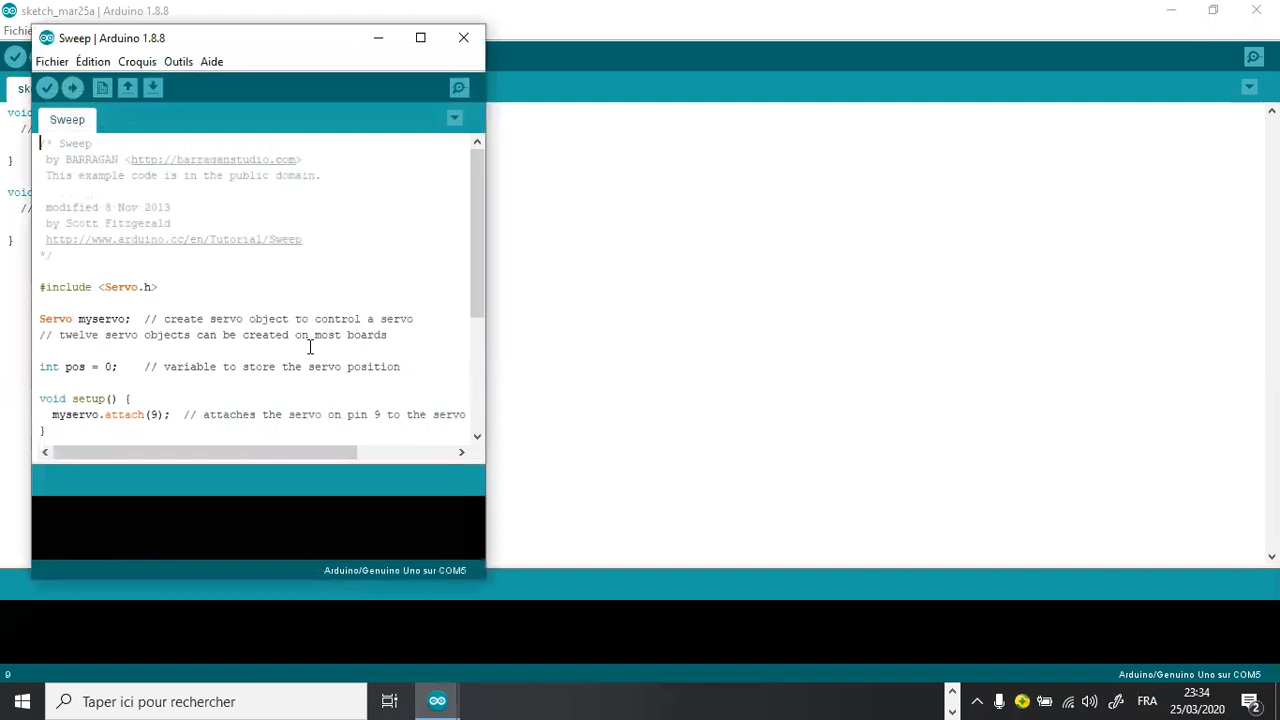 sketch_mar25a | Arduino 1.8.8
Fichie
Sweep | Arduino 1.8.8
Fichier Édition Croquis Outils Aide
sk
Sweep
void
//
}
void
//
}
/* Sweep
by BARRAGAN <http://barraganstudio.com>
This example code is in the public domain.
modified 8 Nov 2013
by Scott Fitzgerald
http://www.arduino.cc/en/Tutorial/Sweep
*/
#include <Servo.h>
Servo myservo;  // create servo object to control a servo
// twelve servo objects can be created on most boards
int pos = 0;    // variable to store the servo position
void setup() {
myservo.attach(9);  // attaches the servo on pin 9 to the servo
}
Arduino/Genuino Uno sur COM5
9
Arduino/Genuino Uno sur COM5
Taper ici pour rechercher
FRA
23:34
25/03/2020
2